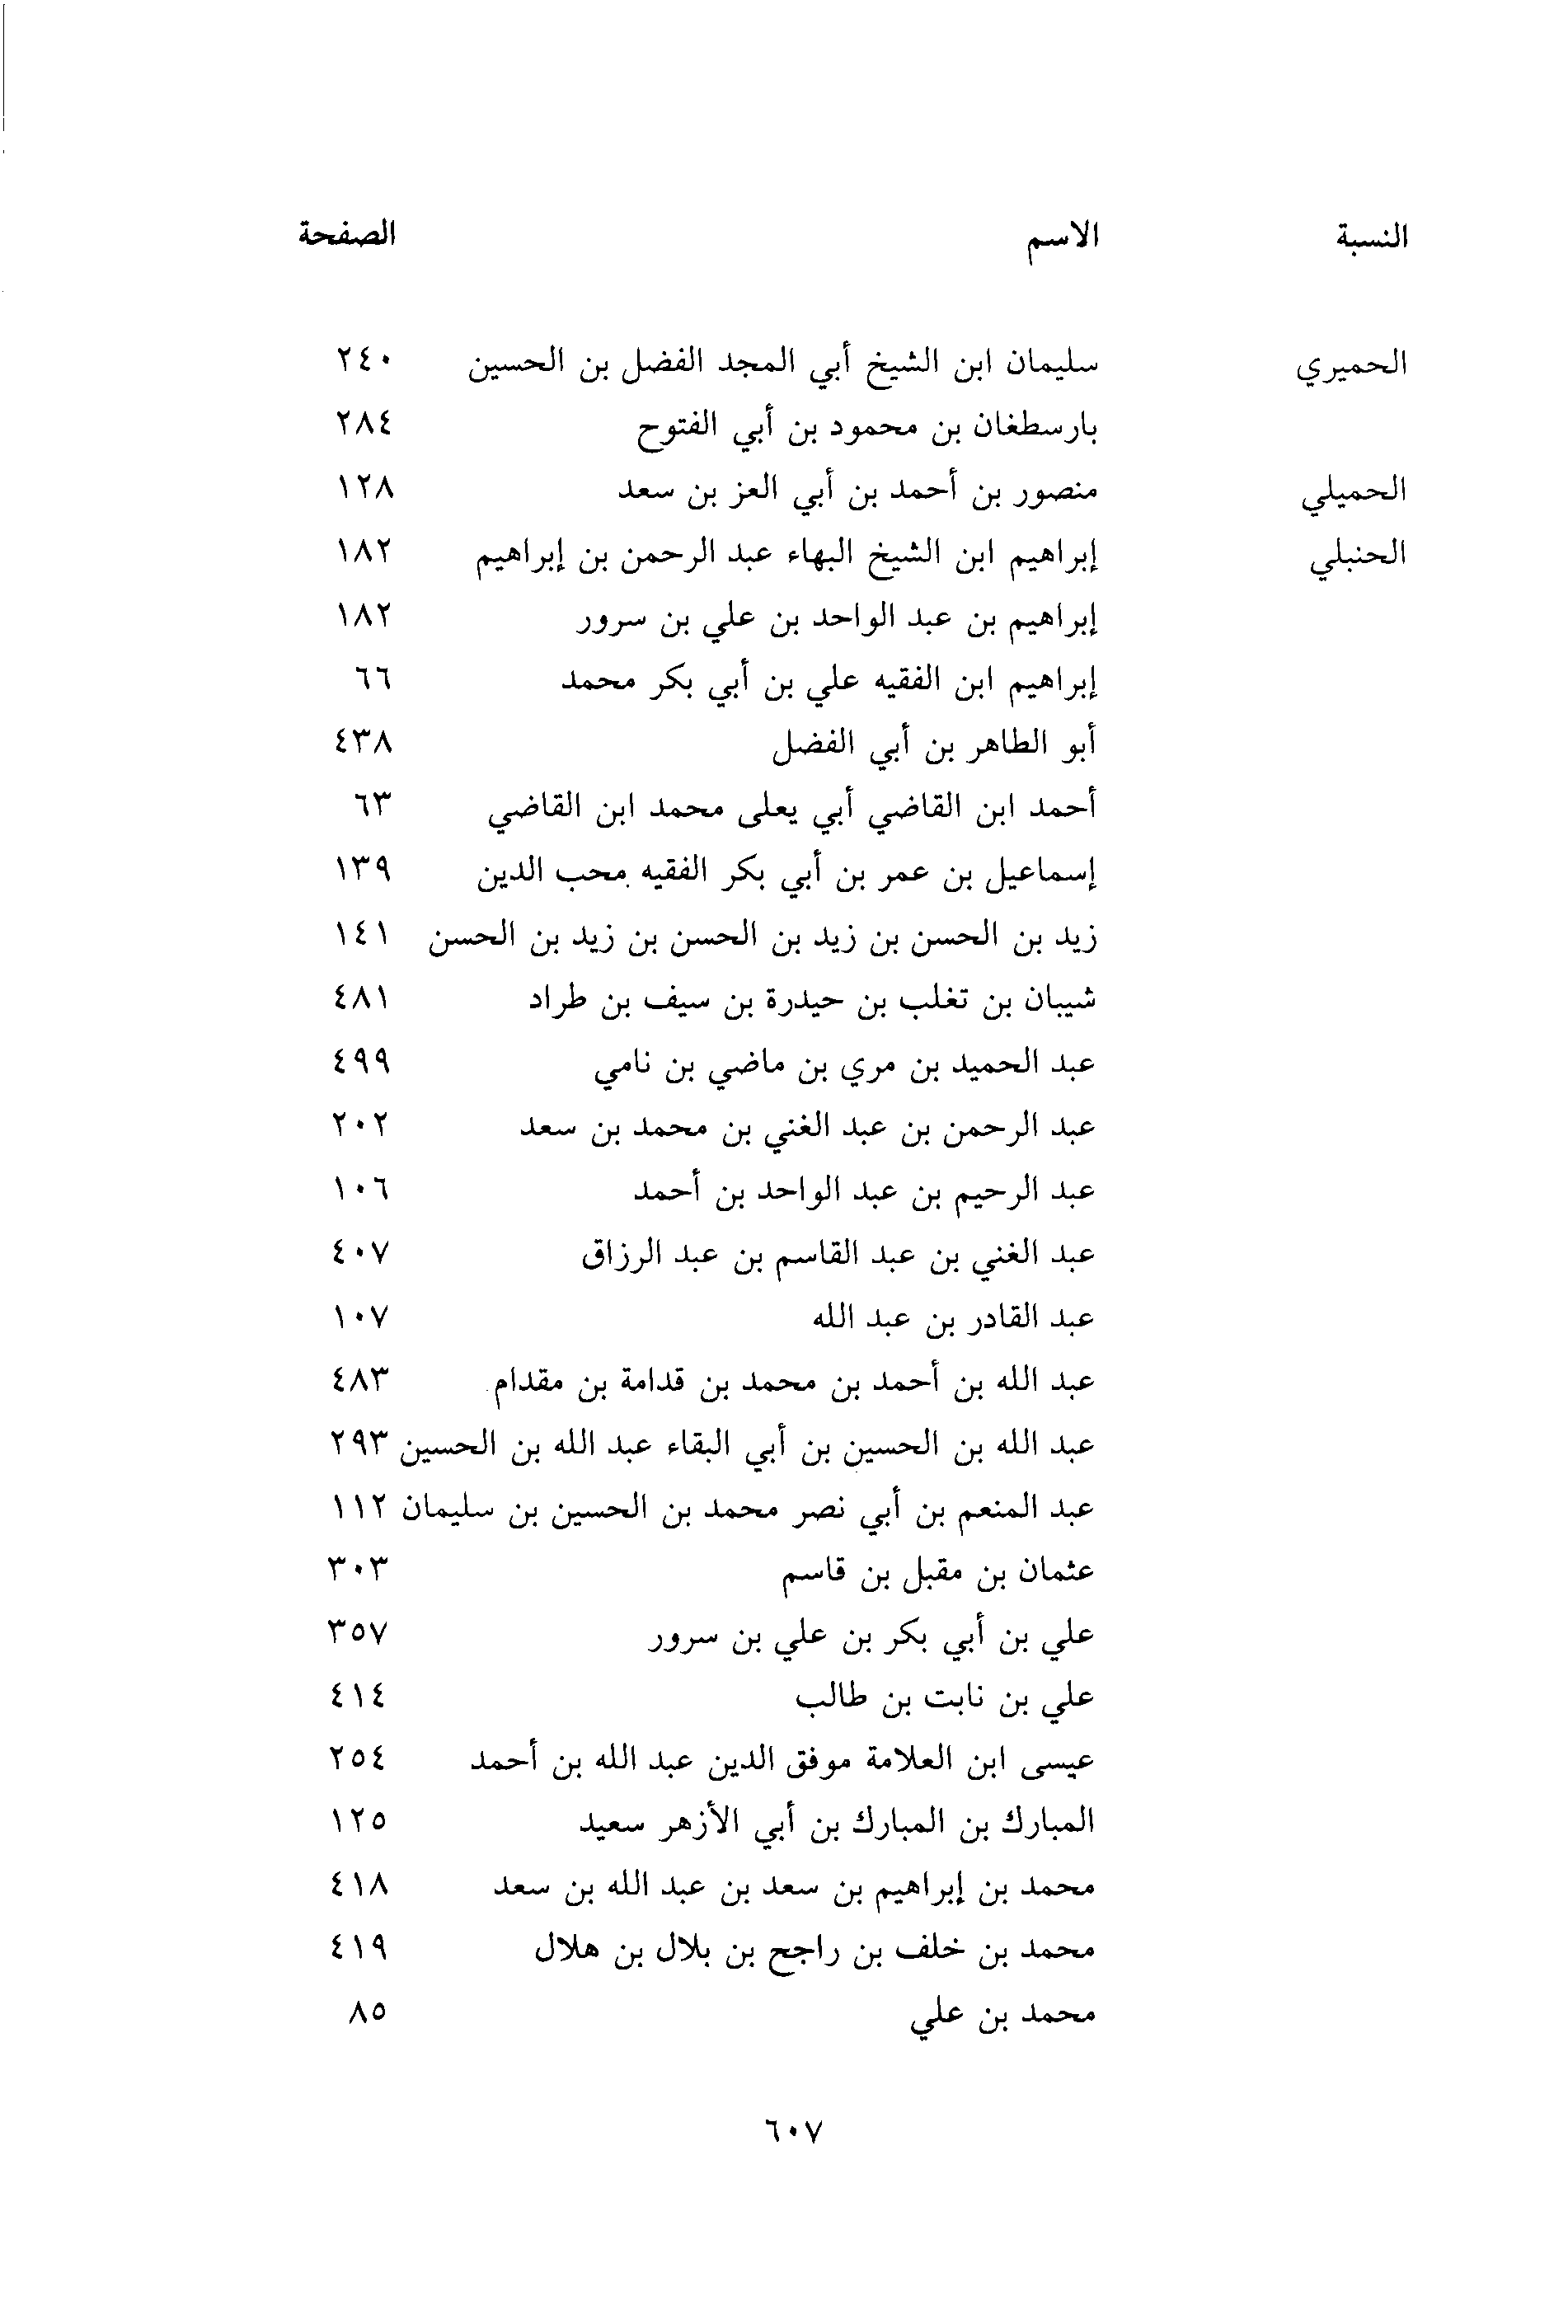 النسبة الاسم الصفحة
الحميري سليمان ابن الشيخ أبي المجد الفضل بن الحسين ٢٤٠
بارسطغان بن محمود بن أبي الفتوح ٢٨٤
الحميلي منصور بن أحمد بن أبي العز بن سعد ١٢٨
الحنبلي إبراهيم ابن الشيخ البهاء عبد الرحمن بن إبراهيم ١٨٢
إبراهيم بن عبد الواحد بن علي بن سرور ١٨٢
إبراهيم ابن الفقيه علي بن أبي بكر محمد ٦٦
أبو الطاهر بن أبي الفضل ٤٣٨
أحمد ابن القاضي أبي يعلى محمد ابن القاضي ٦٣
إسماعيل بن عمر بن أبي بكر الفقيه محب الدين ١٣٩
زيد بن الحسن بن زيد بن الحسن بن زيد بن الحسن ١٤١
شيبان بن تغلب بن حيدرة بن سيف بن طراد ٤٨١
عبد الحميد بن مري بن ماضي بن نامي ٤٩٩
عبد الرحمن بن عبد الغني بن محمد بن سعد ٢٠٢
عبد الرحيم بن عبد الواحد بن أحمد ١٠٦
عبد الغني بن عبد القاسم بن عبد الرزاق ٤٠٧
عبد القادر بن عبد الله ١٠٧
عبد الله بن أحمد بن محمد بن قدامة بن مقدام ٤٨٣
عبد الله بن الحسين بن أبي البقاء عبد الله بن الحسين ٢٩٣
عبد المنعم بن أبي نصر محمد بن الحسين بن سليمان ١١٢
عثمان بن مقبل بن قاسم ٣٠٣
علي بن أبي بكر بن علي بن سرور ٣٥٧
علي بن نابت بن طالب ٤١٤
عيسى ابن العلامة موفق الدين عبد الله بن أحمد ٢٥٤
المبارك بن المبارك بن أبي الأزهر سعيد ١٢٥
محمد بن إبراهيم بن سعد بن عبد الله بن سعد ٤١٨
محمد بن خلف بن راجح بن بلال بن هلال ٤١٩
محمد بن علي ٨٥
٦٠٧